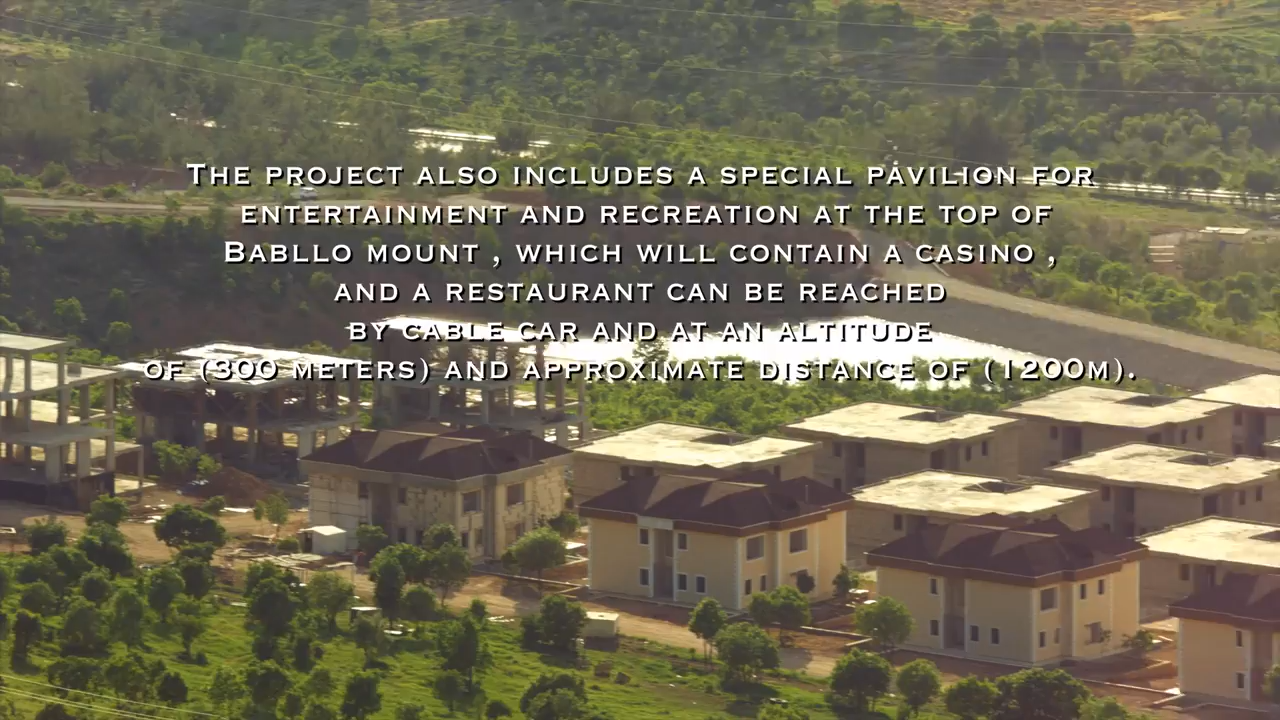 The project also includes a special pavilion for
entertainment and recreation at the top of
Babllo mount , which will contain a casino ,
and a restaurant can be reached
by cable car and at an altitude
of (300 meters) and approximate distance of (1200m).